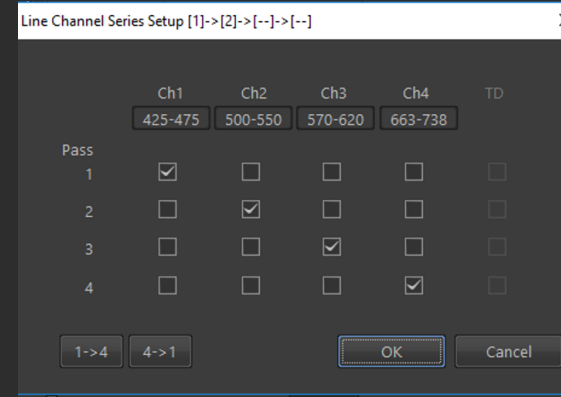 Line Channel Series Setup [1]->[2]->[--]->[--]
Ch1 Ch2 Ch3 Ch4 TD
425-475 500-550 570-620 663-738
Pass
1
2
3
4
1->4 4->1 OK Cancel